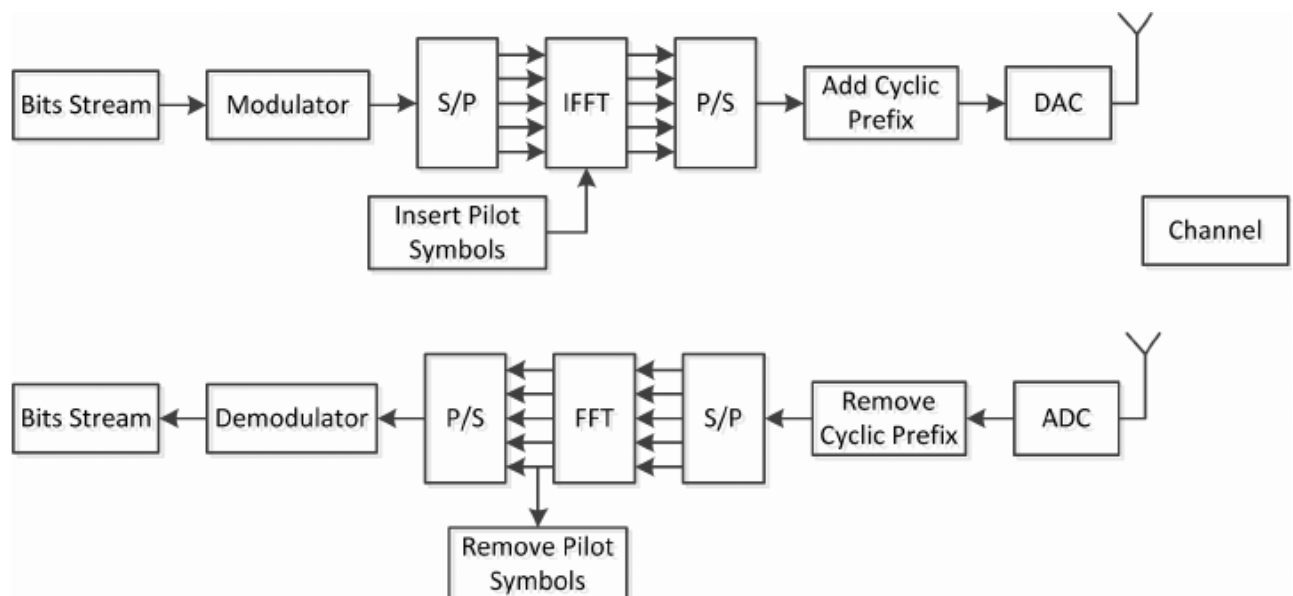 Bits Stream
Modulator
S/P
IFFT
P/S
Add Cyclic
Prefix
DAC
Insert Pilot
Symbols
Channel
Bits Stream
Demodulator
P/S
FFT
S/P
Remove
Cyclic Prefix
ADC
Remove Pilot
Symbols